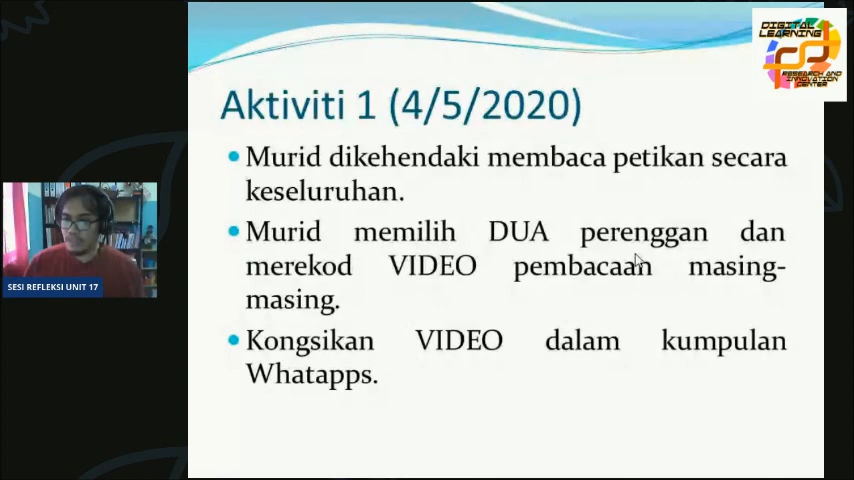 DIGITAL
LEARNING
RESEARCH AND
INNOVATION
CENTER
Aktiviti 1 (4/5/2020)
Murid dikehendaki membaca petikan secara
keseluruhan.
Murid memilih DUA perenggan dan
merekod VIDEO pembacaan masing-
masing.
Kongsikan VIDEO dalam kumpulan
Whatapps.
SESI REFLEKSI UNIT 17